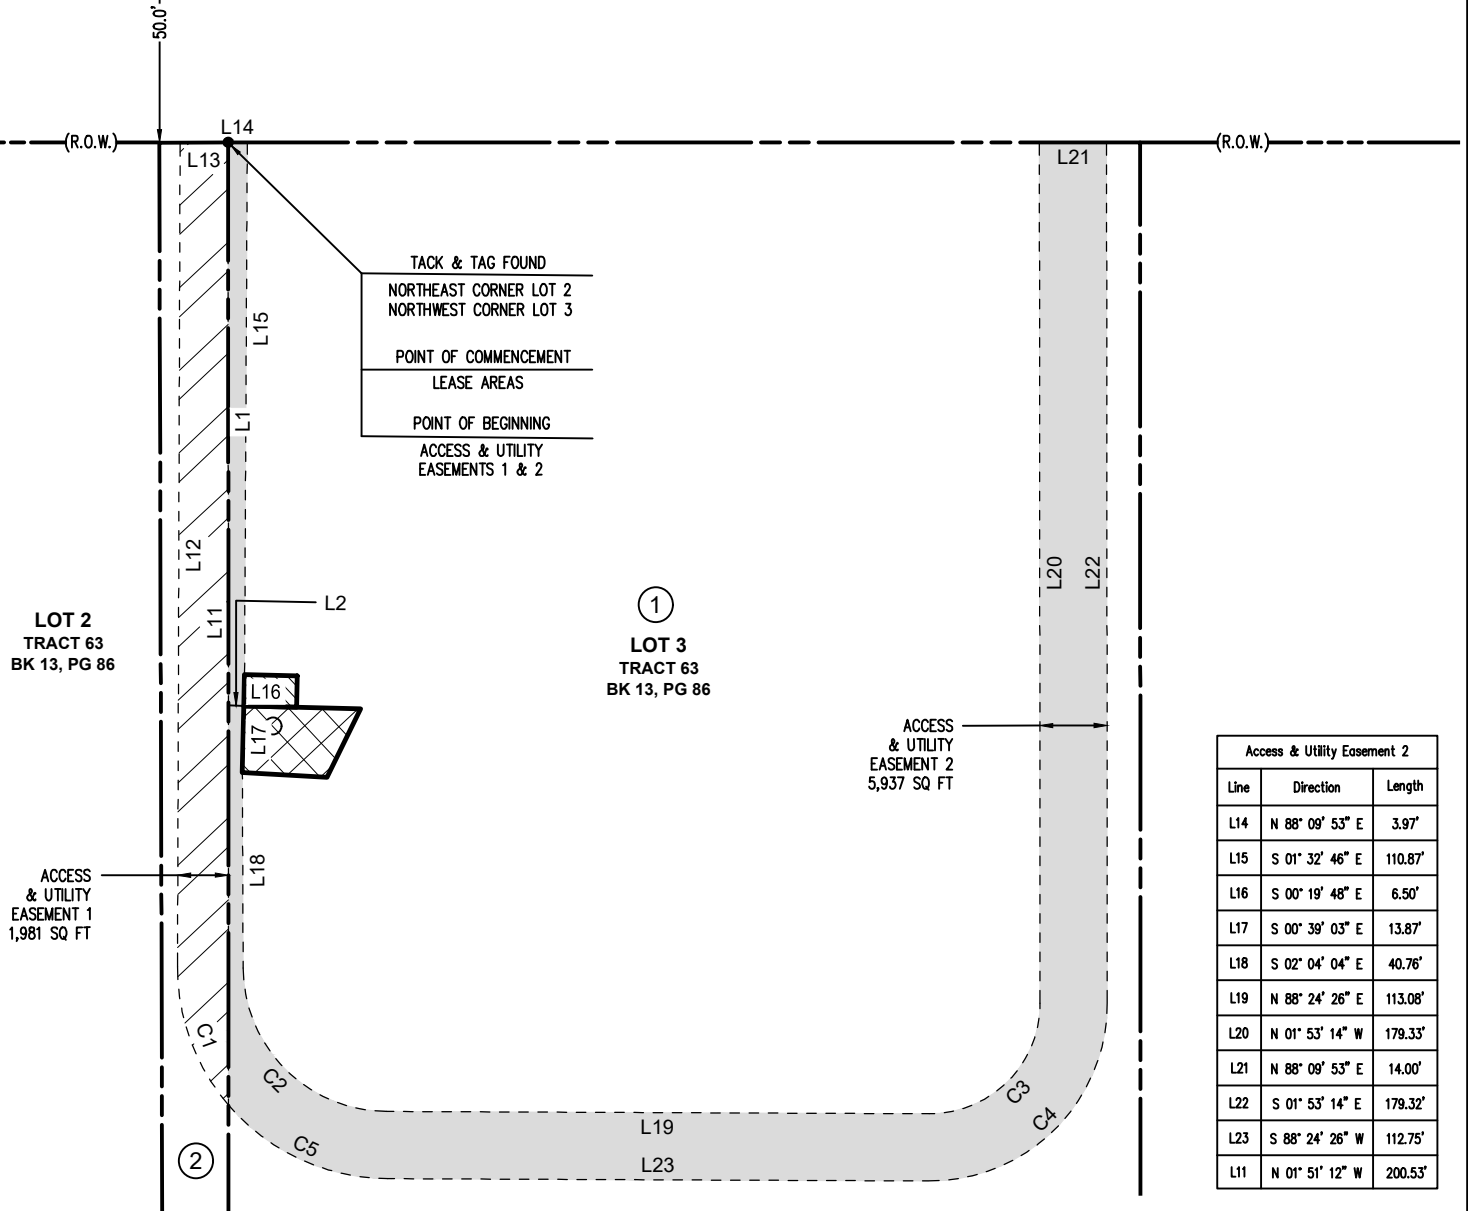 50.0'
(R.O.W.)
L14
(R.O.W.)
L13
L21
TACK & TAG FOUND
NORTHEAST CORNER LOT 2
NORTHWEST CORNER LOT 3
POINT OF COMMENCEMENT
LEASE AREAS
POINT OF BEGINNING
ACCESS & UTILITY
EASEMENTS 1 & 2
L15
L1
L12
L11
L2
L20
L22
LOT 2
TRACT 63
BK 13, PG 86
1
LOT 3
TRACT 63
BK 13, PG 86
L16
L17
L18
ACCESS
& UTILITY
EASEMENT 2
5,937 SQ FT
ACCESS
& UTILITY
EASEMENT 1
1,981 SQ FT
C1
C2
C3
C4
C5
L19
L23
2
Access & Utility Easement 2
Line Direction Length
L14 N 88° 09' 53" E 3.97'
L15 S 01° 32' 46" E 110.87'
L16 S 00° 19' 48" E 6.50'
L17 S 00° 39' 03" E 13.87'
L18 S 02° 04' 04" E 40.76'
L19 N 88° 24' 26" E 113.08'
L20 N 01° 53' 14" W 179.33'
L21 N 88° 09' 53" E 14.00'
L22 S 01° 53' 14" E 179.32'
L23 S 88° 24' 26" W 112.75'
L11 N 01° 51' 12" W 200.53'